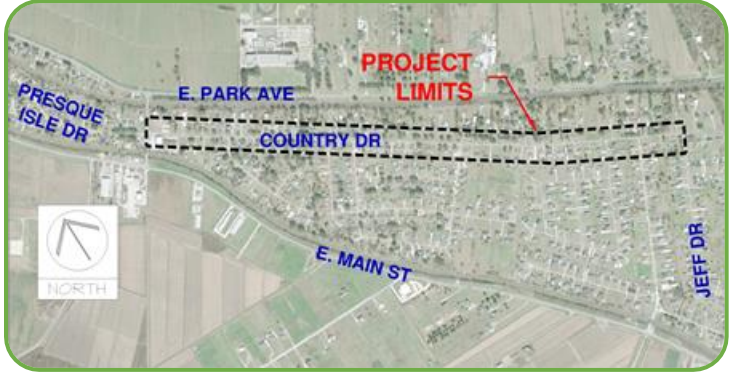 PROJECT
LIMITS
E. PARK AVE
PRESQUE
ISLE DR
COUNTRY DR
E. MAIN ST
JEFF DR
NORTH